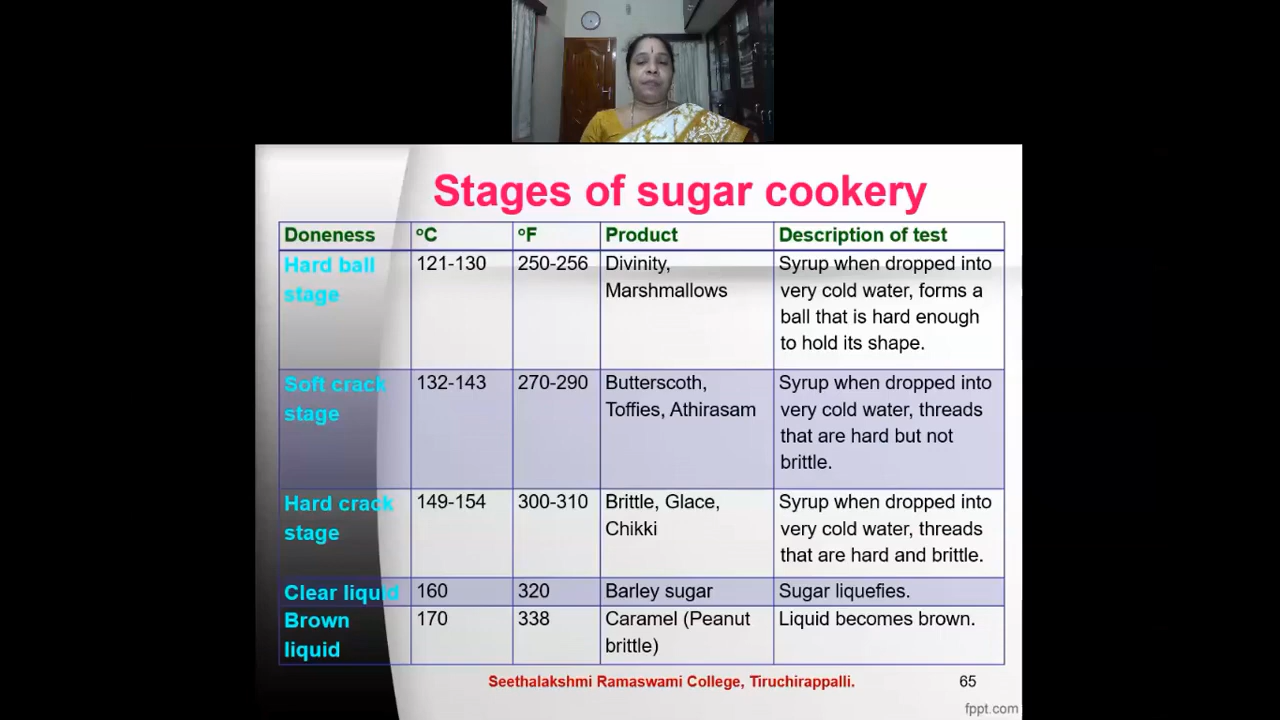 Stages of sugar cookery
Doneness °C °F Product Description of test
Hard ball 121-130 250-256 Divinity, Syrup when dropped into
stage Marshmallows very cold water, forms a
ball that is hard enough
to hold its shape.
Soft crack 132-143 270-290 Butterscoth, Syrup when dropped into
stage Toffies, Athirasam very cold water, threads
that are hard but not
brittle.
Hard crack 149-154 300-310 Brittle, Glace, Syrup when dropped into
stage Chikki very cold water, threads
that are hard and brittle.
Clear liquid 160 320 Barley sugar Sugar liquefies.
Brown 170 338 Caramel (Peanut Liquid becomes brown.
liquid brittle)
Seethalakshmi Ramaswami College, Tiruchirappalli. 65
fppt.com